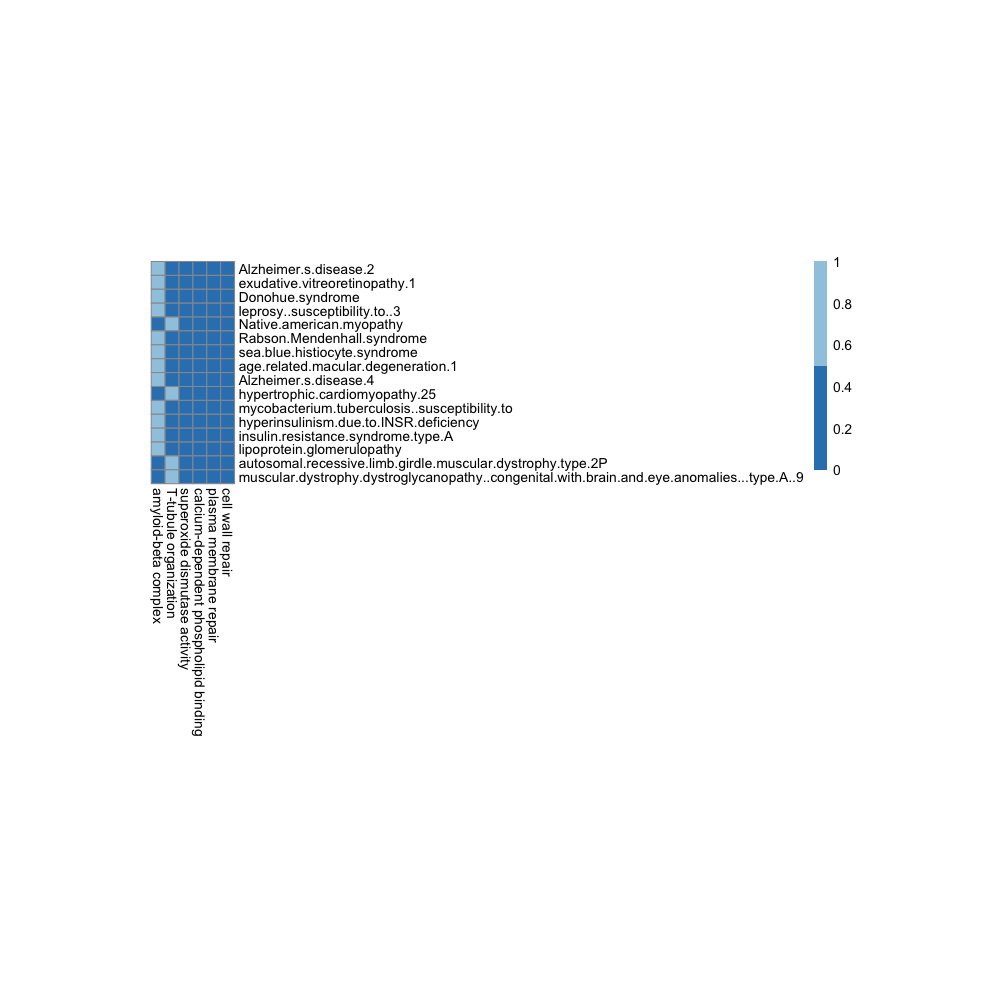 Alzheimer.s.disease.2
exudative.vitreoretinopathy.1
Donohue.syndrome
leprosy..susceptibility.to..3
Native.american.myopathy
Rabson.Mendenhall.syndrome
sea.blue.histiocyte.syndrome
age.related.macular.degeneration.1
Alzheimer.s.disease.4
hypertrophic.cardiomyopathy.25
mycobacterium.tuberculosis..susceptibility.to
hyperinsulinism.due.to.INSR.deficiency
insulin.resistance.syndrome.type.A
lipoprotein.glomerulopathy
autosomal.recessive.limb.girdle.muscular.dystrophy.type.2P
muscular.dystrophy.dystroglycanopathy..congenital.with.brain.and.eye.anomalies...type.A..9
1
0.8
0.6
0.4
0.2
0
amyloid-beta complex
T-tubule organization
superoxide dismutase activity
calcium-dependent phospholipid binding
plasma membrane repair
cell wall repair